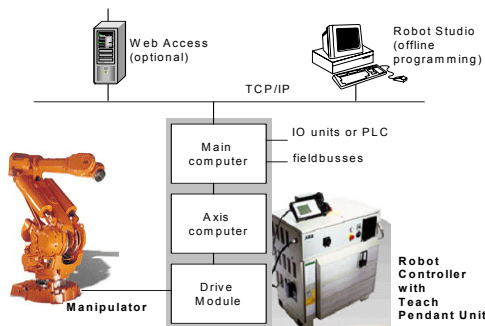 Web Access
(optional)
Robot Studio
(offline
programming)
TCP/IP
Main
computer
IO units or PLC
fieldbusses
Axis
computer
Drive
Module
Manipulator
ABB
Robot
Controller
with
Teach
Pendant Unit